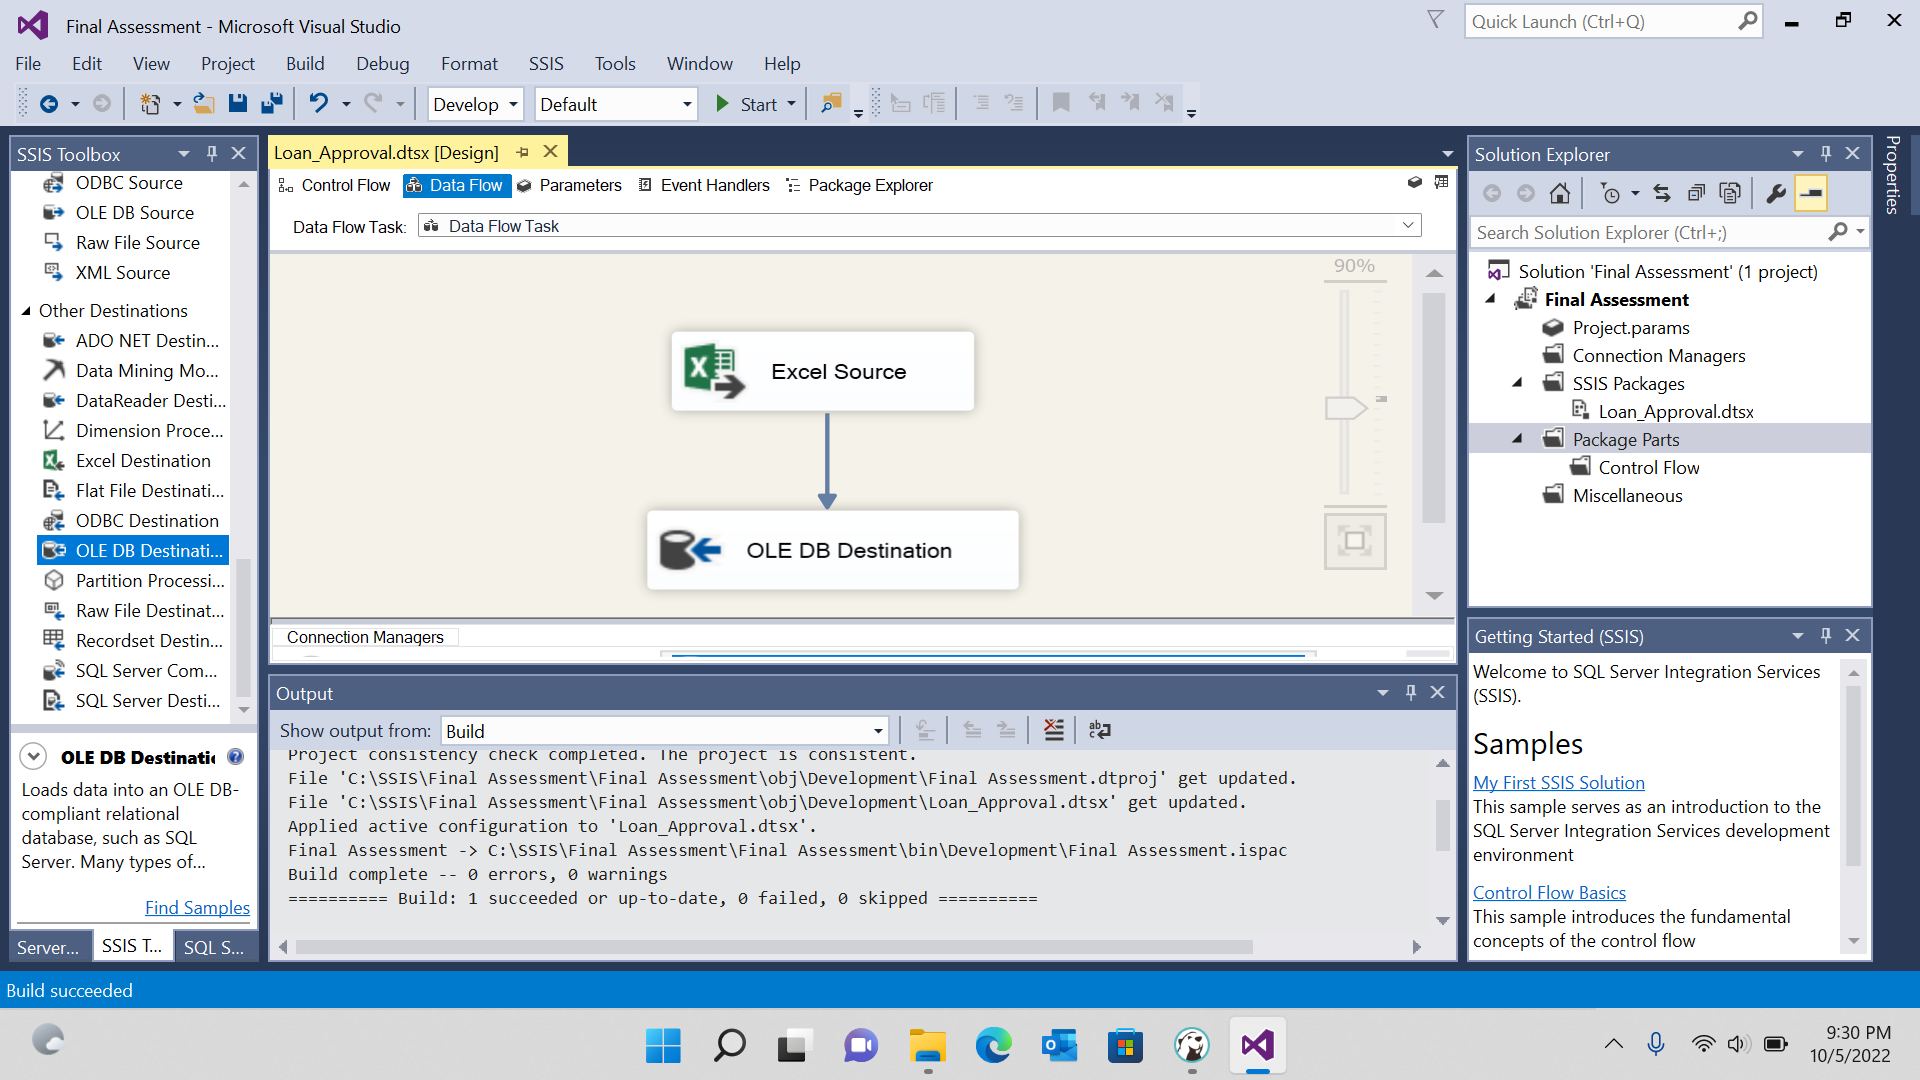 Final Assessment - Microsoft Visual Studio
Quick Launch (Ctrl+Q)
File Edit View Project Build Debug Format SSIS Tools Window Help
Develop Default Start
SSIS Toolbox
ODBC Source
OLE DB Source
Raw File Source
XML Source
Other Destinations
ADO NET Destin...
Data Mining Mo...
DataReader Desti...
Dimension Proce...
Excel Destination
Flat File Destinati...
ODBC Destination
OLE DB Destinati...
Partition Processi...
Raw File Destinat...
Recordset Destin...
SQL Server Com...
SQL Server Desti...
OLE DB Destinatio
Loads data into an OLE DB-
compliant relational
database, such as SQL
Server. Many types of...
Find Samples
Server... SSIS T... SQL S...
Loan_Approval.dtsx [Design]
Control Flow Data Flow Parameters Event Handlers Package Explorer
Data Flow Task: Data Flow Task
90%
Excel Source
OLE DB Destination
Connection Managers
Output
Show output from: Build
Project consistency check completed. The project is consistent.
File 'C:\SSIS\Final Assessment\Final Assessment\obj\Development\Final Assessment.dtproj' get updated.
File 'C:\SSIS\Final Assessment\Final Assessment\obj\Development\Loan_Approval.dtsx' get updated.
Applied active configuration to 'Loan_Approval.dtsx'.
Final Assessment -> C:\SSIS\Final Assessment\Final Assessment\bin\Development\Final Assessment.ispac
Build complete -- 0 errors, 0 warnings
========== Build: 1 succeeded or up-to-date, 0 failed, 0 skipped ==========
Solution Explorer
Search Solution Explorer (Ctrl+;)
Solution 'Final Assessment' (1 project)
Final Assessment
Project.params
Connection Managers
SSIS Packages
Loan_Approval.dtsx
Package Parts
Control Flow
Miscellaneous
Properties
Getting Started (SSIS)
Welcome to SQL Server Integration Services
(SSIS).
Samples
My First SSIS Solution
This sample serves as an introduction to the
SQL Server Integration Services development
environment
Control Flow Basics
This sample introduces the fundamental
concepts of the control flow
Build succeeded
9:30 PM
10/5/2022